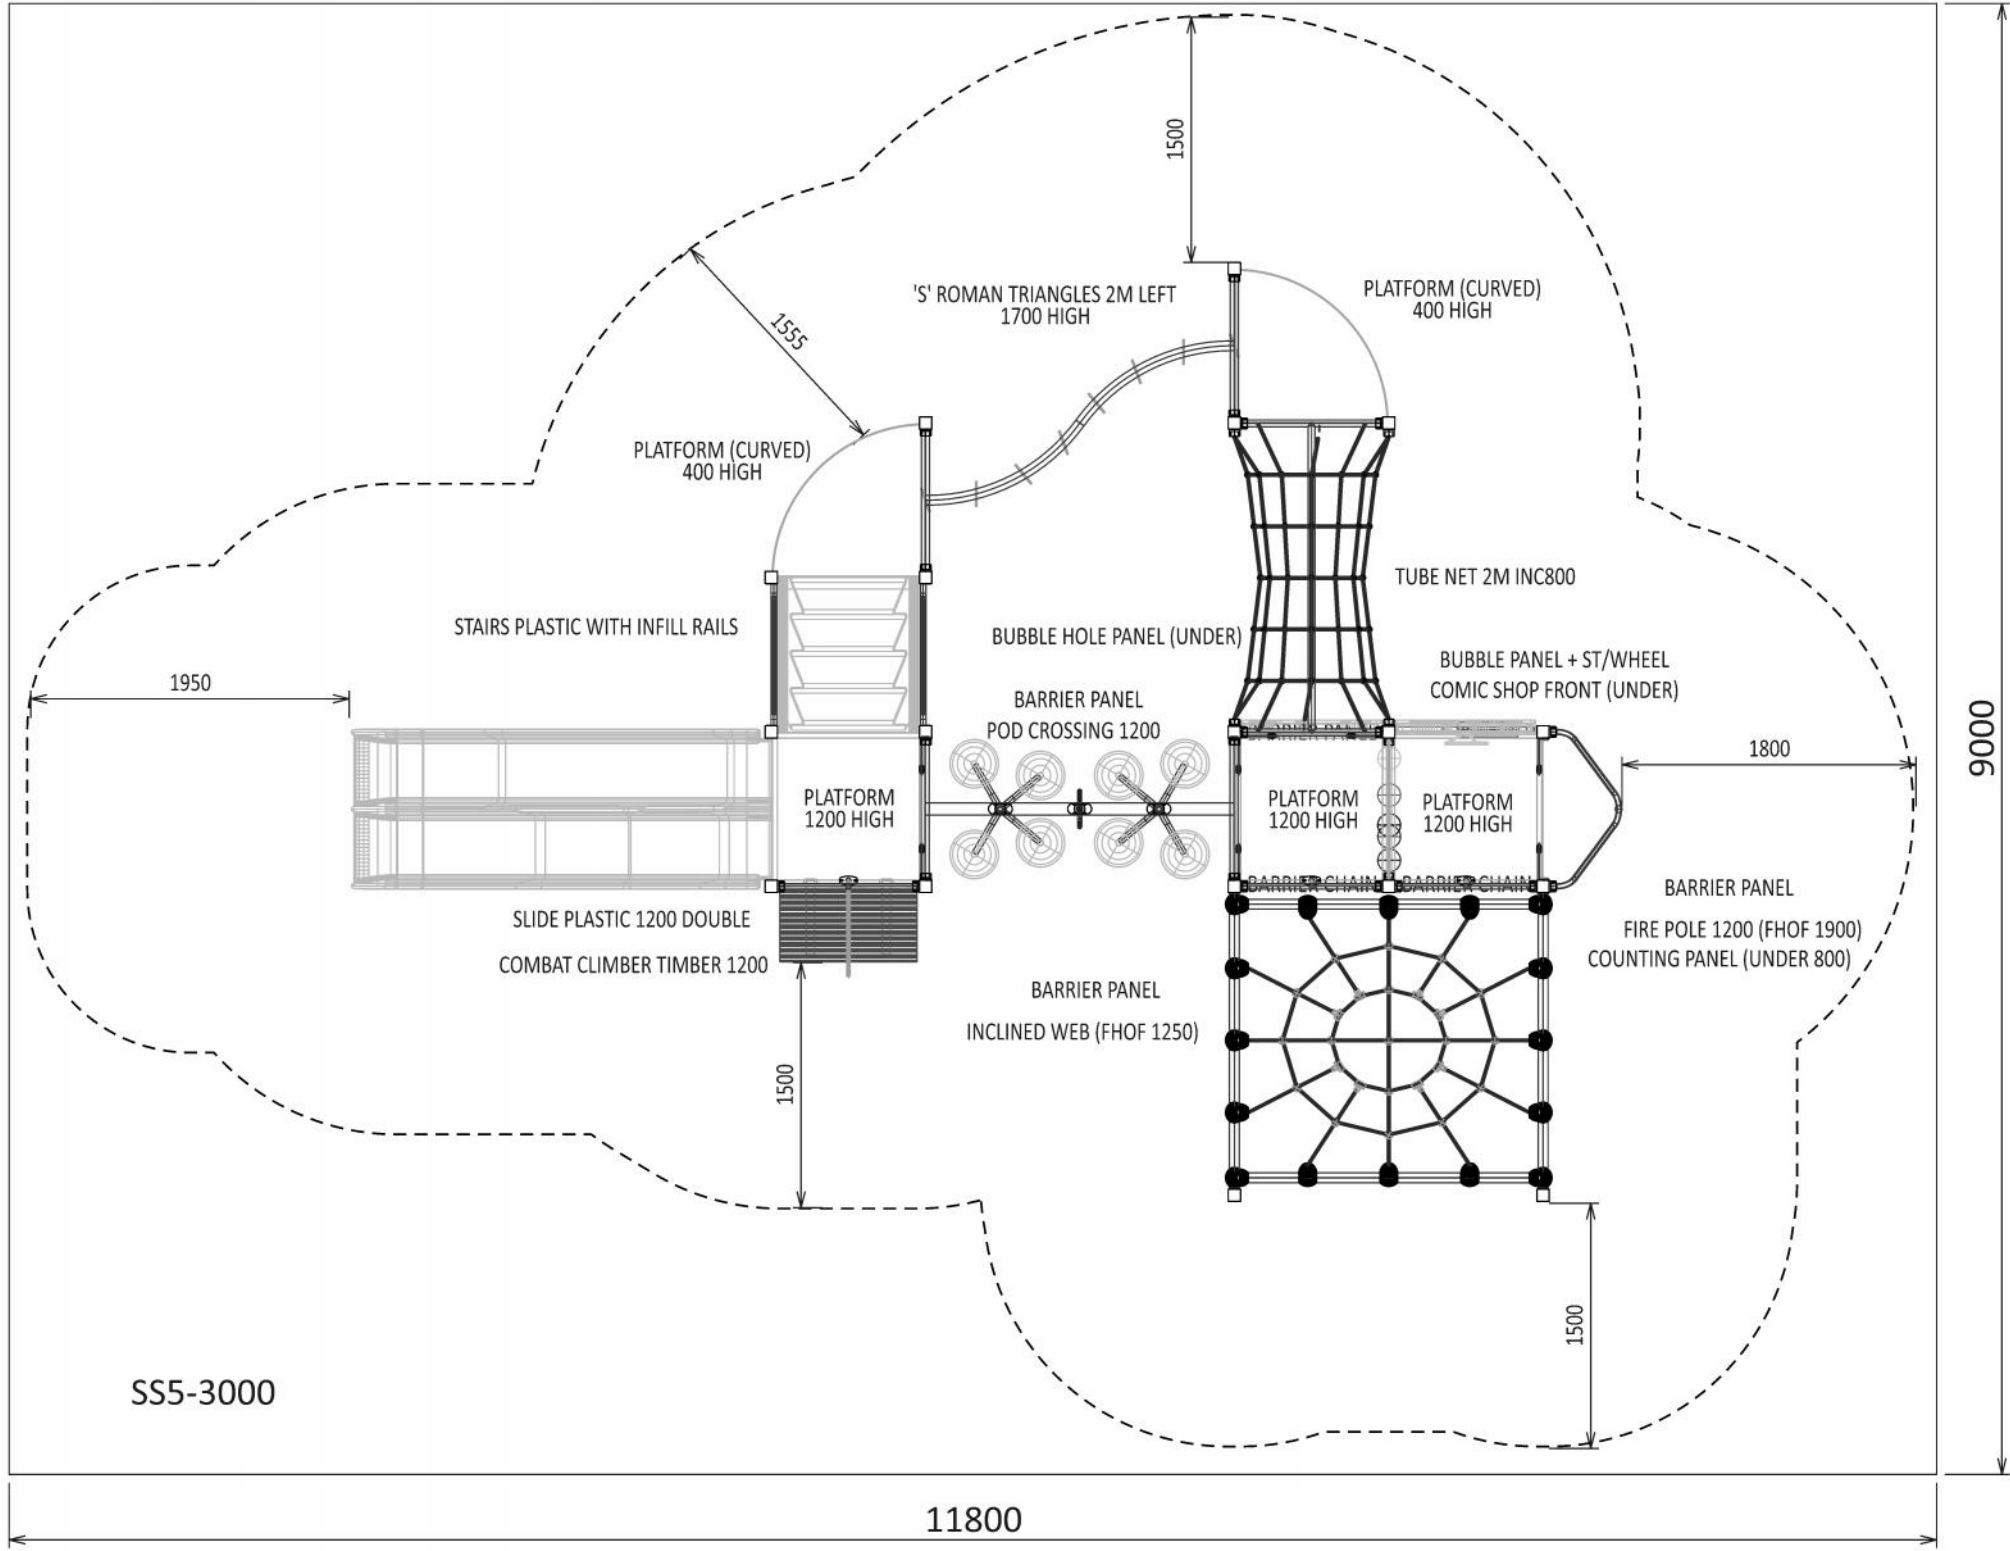 1500
'S' ROMAN TRIANGLES 2M LEFT
1700 HIGH
PLATFORM (CURVED)
400 HIGH
1555
PLATFORM (CURVED)
400 HIGH
TUBE NET 2M INC800
STAIRS PLASTIC WITH INFILL RAILS
BUBBLE HOLE PANEL (UNDER)
BUBBLE PANEL + ST/WHEEL
COMIC SHOP FRONT (UNDER)
1950
BARRIER PANEL
POD CROSSING 1200
BARRIER PANEL
1800
9000
PLATFORM
1200 HIGH
PLATFORM
1200 HIGH
PLATFORM
1200 HIGH
BARRIER CHAIN
BARRIER CHAIN
BARRIER PANEL
FIRE POLE 1200 (FHOF 1900)
COUNTING PANEL (UNDER 800)
SLIDE PLASTIC 1200 DOUBLE
COMBAT CLIMBER TIMBER 1200
BARRIER PANEL
INCLINED WEB (FHOF 1250)
1500
1500
SS5-3000
11800